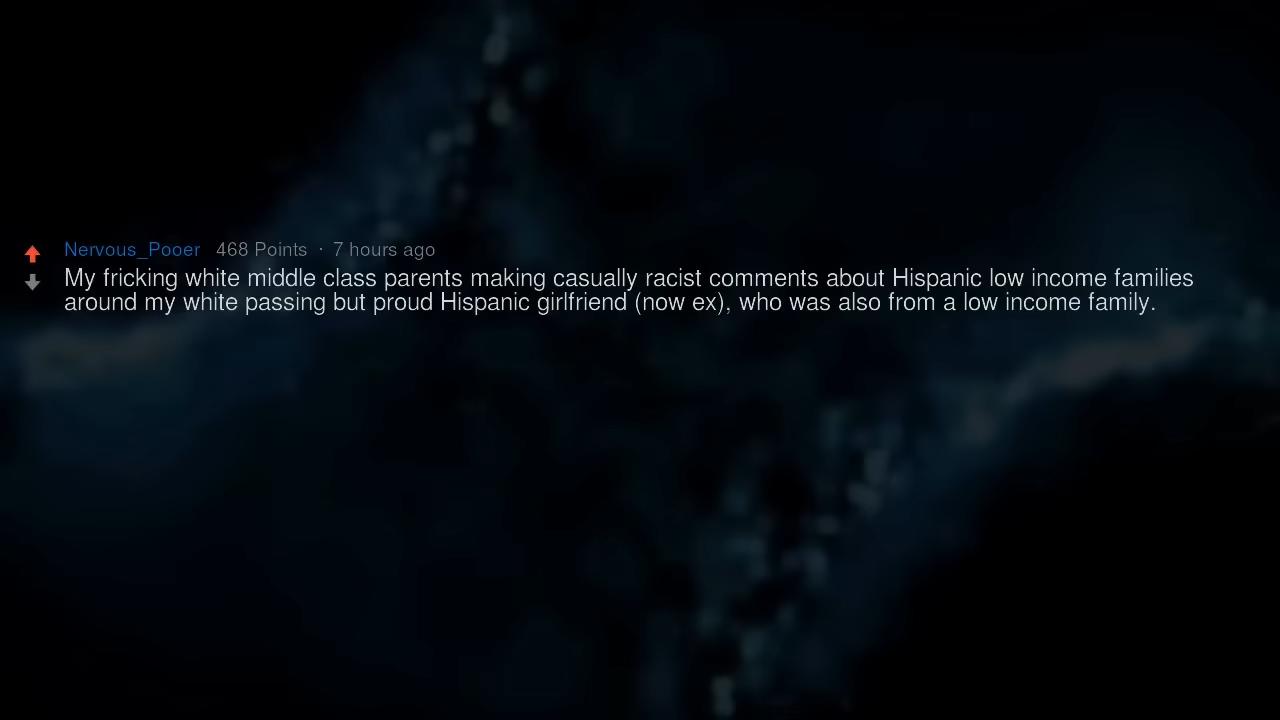 Nervous_Pooer 468 Points · 7 hours ago
My fricking white middle class parents making casually racist comments about Hispanic low income families
around my white passing but proud Hispanic girlfriend (now ex), who was also from a low income family.